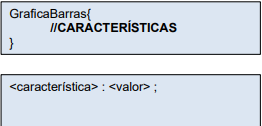 GraficaBarras{
//CARACTERÍSTICAS
}
<característica> : <valor> ;